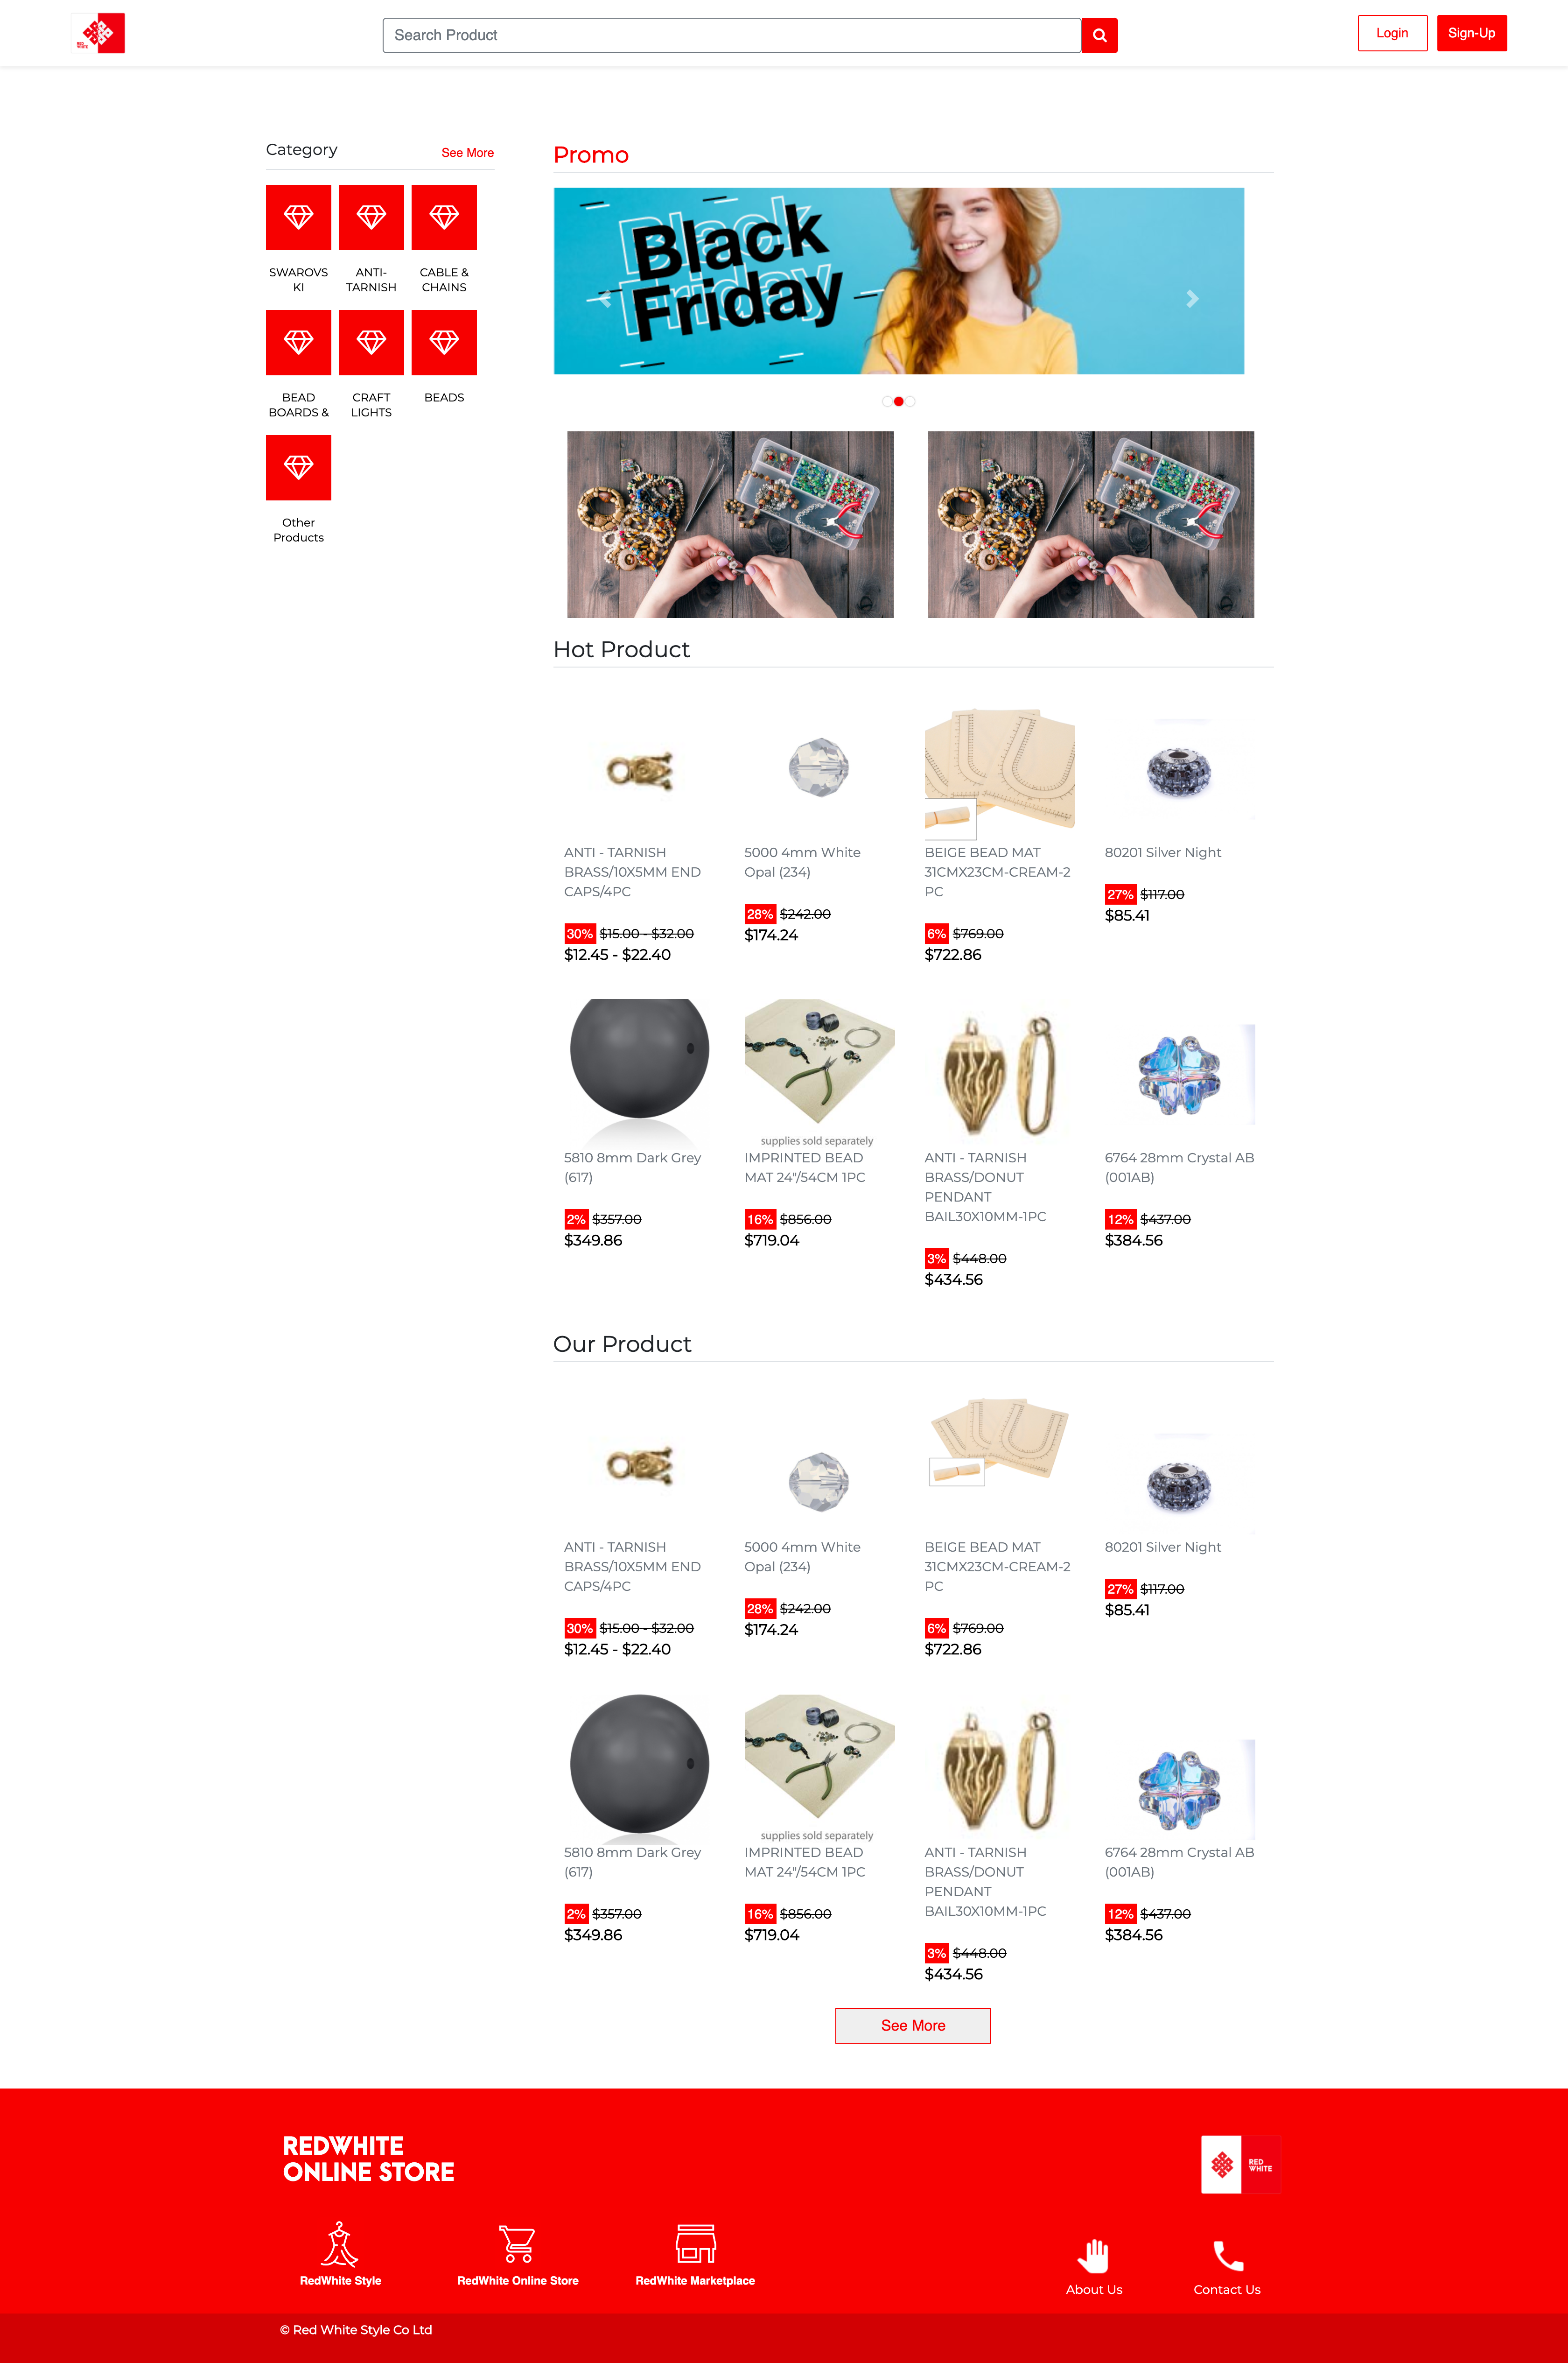 RED
WHITE
Search Product
Login
Sign-Up
Category
See More
SWAROVS
KI
ANTI-
TARNISH
CABLE &
CHAINS
BEAD
BOARDS &
CRAFT
LIGHTS
BEADS
Other
Products
Promo
Black
Friday
Hot Product
ANTI - TARNISH
BRASS/10X5MM END
CAPS/4PC
30% $15.00 - $32.00
$12.45 - $22.40
5000 4mm White
Opal (234)
28% $242.00
$174.24
BEIGE BEAD MAT
31CMX23CM-CREAM-2
PC
6% $769.00
$722.86
80201 Silver Night
27% $117.00
$85.41
5810 8mm Dark Grey
(617)
2% $357.00
$349.86
supplies sold separately
IMPRINTED BEAD
MAT 24"/54CM 1PC
16% $856.00
$719.04
ANTI - TARNISH
BRASS/DONUT
PENDANT
BAIL30X10MM-1PC
3% $448.00
$434.56
6764 28mm Crystal AB
(001AB)
12% $437.00
$384.56
Our Product
ANTI - TARNISH
BRASS/10X5MM END
CAPS/4PC
30% $15.00 - $32.00
$12.45 - $22.40
5000 4mm White
Opal (234)
28% $242.00
$174.24
BEIGE BEAD MAT
31CMX23CM-CREAM-2
PC
6% $769.00
$722.86
80201 Silver Night
27% $117.00
$85.41
5810 8mm Dark Grey
(617)
2% $357.00
$349.86
supplies sold separately
IMPRINTED BEAD
MAT 24"/54CM 1PC
16% $856.00
$719.04
ANTI - TARNISH
BRASS/DONUT
PENDANT
BAIL30X10MM-1PC
3% $448.00
$434.56
6764 28mm Crystal AB
(001AB)
12% $437.00
$384.56
See More
REDWHITE
ONLINE STORE
RED
WHITE
RedWhite Style
RedWhite Online Store
RedWhite Marketplace
About Us
Contact Us
© Red White Style Co Ltd